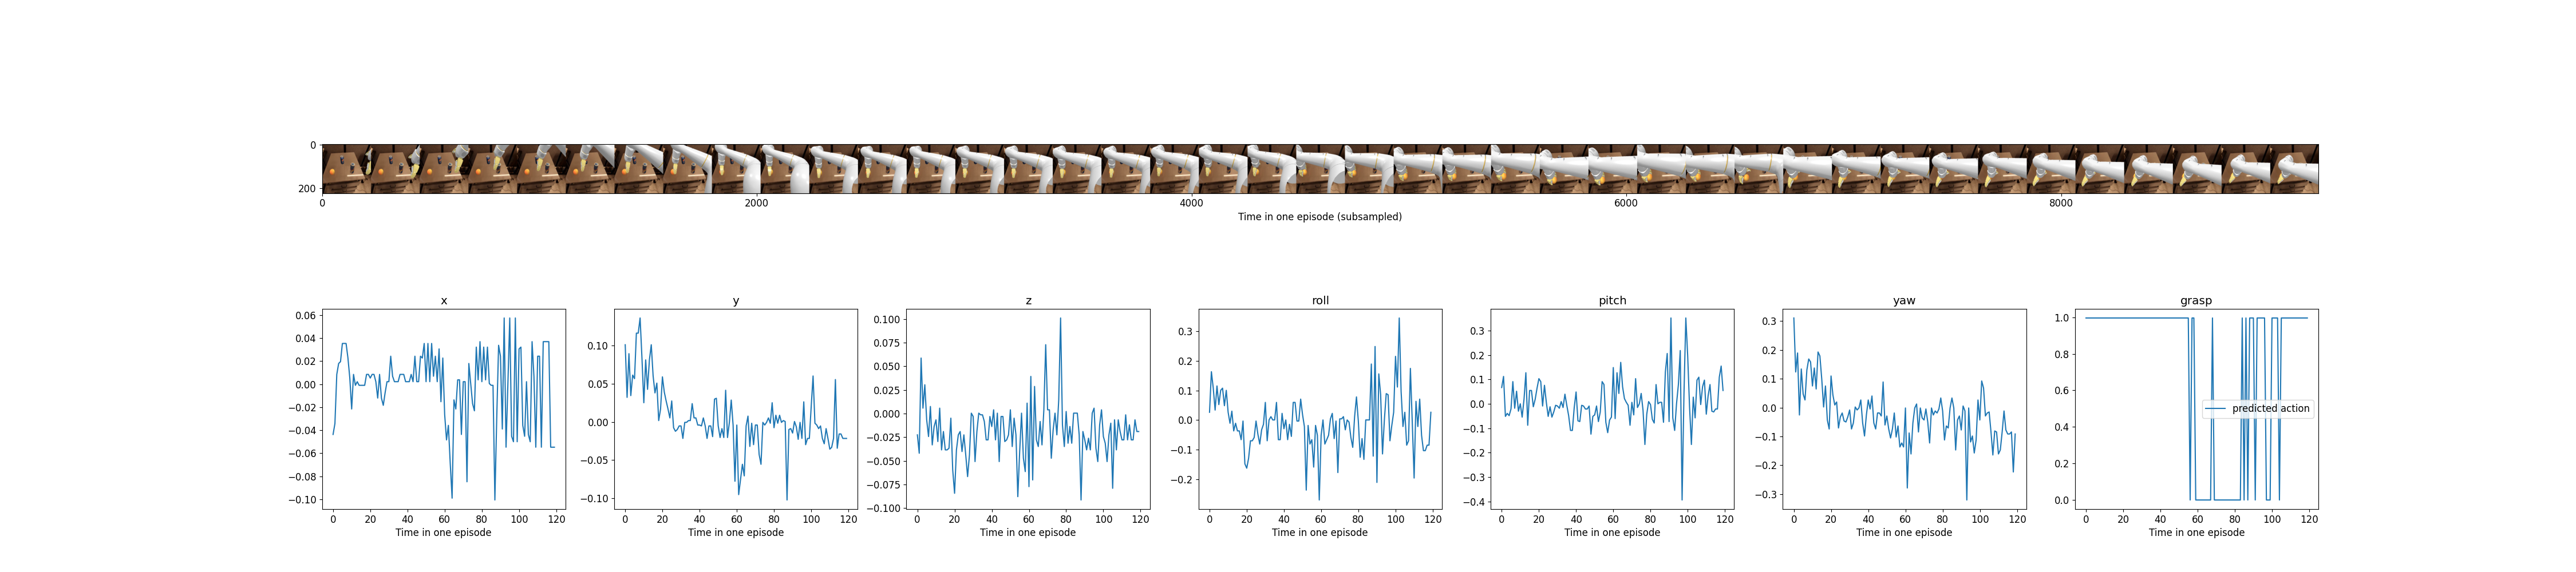 0
200
0 2000 4000 6000 8000
Time in one episode (subsampled)
x
0.06
0.04
0.02
0.00
−0.02
−0.04
−0.06
−0.08
−0.10
0 20 40 60 80 100 120
Time in one episode
y
0.10
0.05
0.00
−0.05
−0.10
0 20 40 60 80 100 120
Time in one episode
z
0.100
0.075
0.050
0.025
0.000
−0.025
−0.050
−0.075
−0.100
0 20 40 60 80 100 120
Time in one episode
roll
0.3
0.2
0.1
0.0
−0.1
−0.2
0 20 40 60 80 100 120
Time in one episode
pitch
0.3
0.2
0.1
0.0
−0.1
−0.2
−0.3
−0.4
0 20 40 60 80 100 120
Time in one episode
yaw
0.3
0.2
0.1
0.0
−0.1
−0.2
−0.3
0 20 40 60 80 100 120
Time in one episode
grasp
1.0
0.8
0.6
0.4
0.2
0.0
predicted action
0 20 40 60 80 100 120
Time in one episode